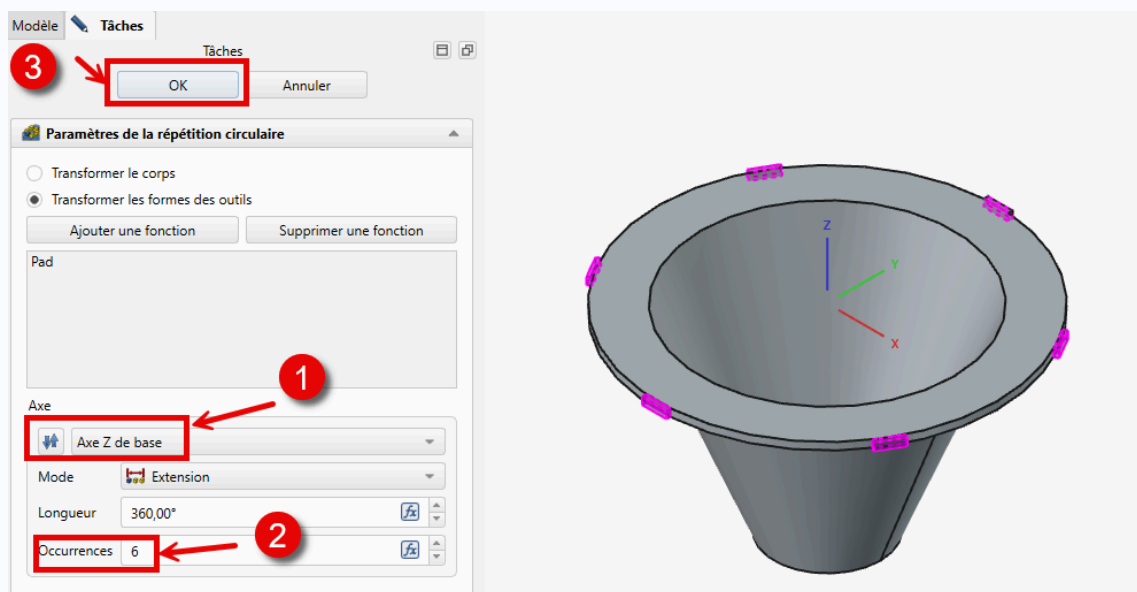 Modèle Tâches
Tâches
3
OK Annuler
Paramètres de la répétition circulaire
Transformer le corps
Transformer les formes des outils
Ajouter une fonction Supprimer une fonction
Pad
1
Axe
Axe Z de base
Mode Extension
Longueur 360,00° fx
2
Occurrences 6 fx
Z
Y
X